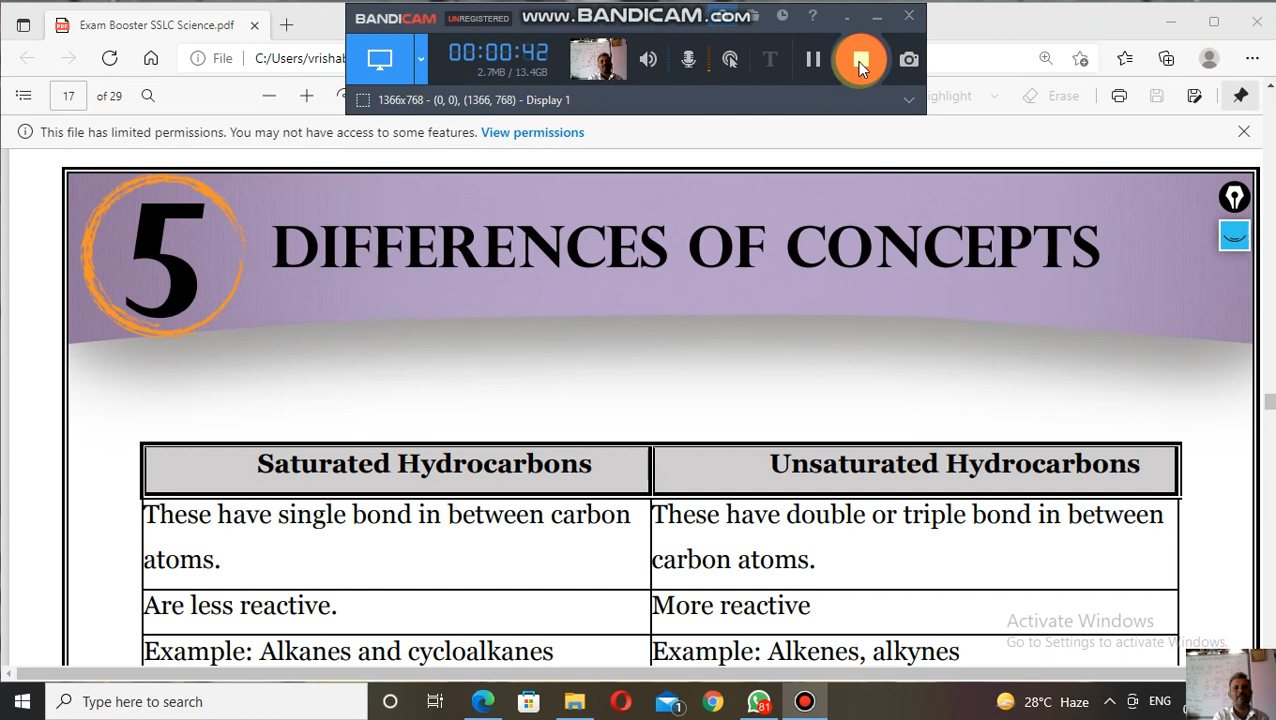 Exam Booster SSLC Science.pdf
BANDICAM UNREGISTERED www.BANDICAM.COM
File C:/Users/vrishab
00:00:42
2.7MB / 13.4GB
1366x768 - (0, 0), (1366, 768) - Display 1
17 of 29
Highlight
Erase
This file has limited permissions. You may not have access to some features. View permissions
5 DIFFERENCES OF CONCEPTS
Saturated Hydrocarbons Unsaturated Hydrocarbons
These have single bond in between carbon
atoms.
These have double or triple bond in between
carbon atoms.
Are less reactive. More reactive
Example: Alkanes and cycloalkanes Example: Alkenes, alkynes
Activate Windows
Go to Settings to activate Windows.
Type here to search
1
81
28°C Haze
ENG